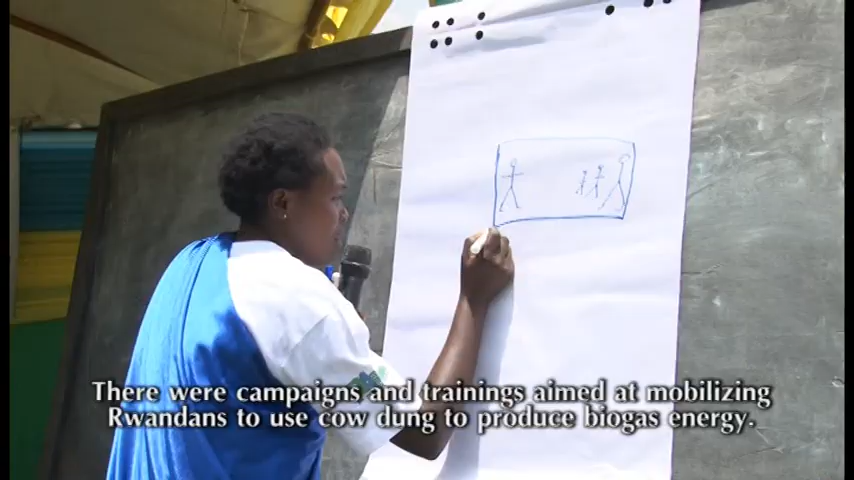 There were campaigns and trainings aimed at mobilizing
Rwandans to use cow dung to produce biogas energy.